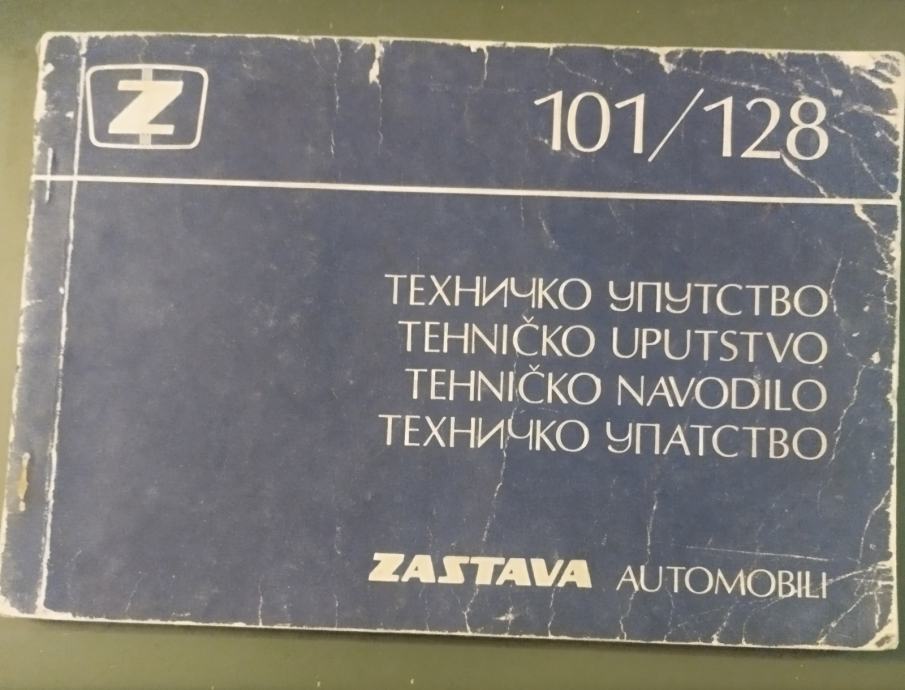 Z
101/128
ТЕХНИЧКО УПУТСТВО
TEHNIČKO UPUTSTVO
TEHNIČKO NAVODILO
ТЕХНИЧКО УПАТСТВО
ZASTAVA AUTOMOBILI